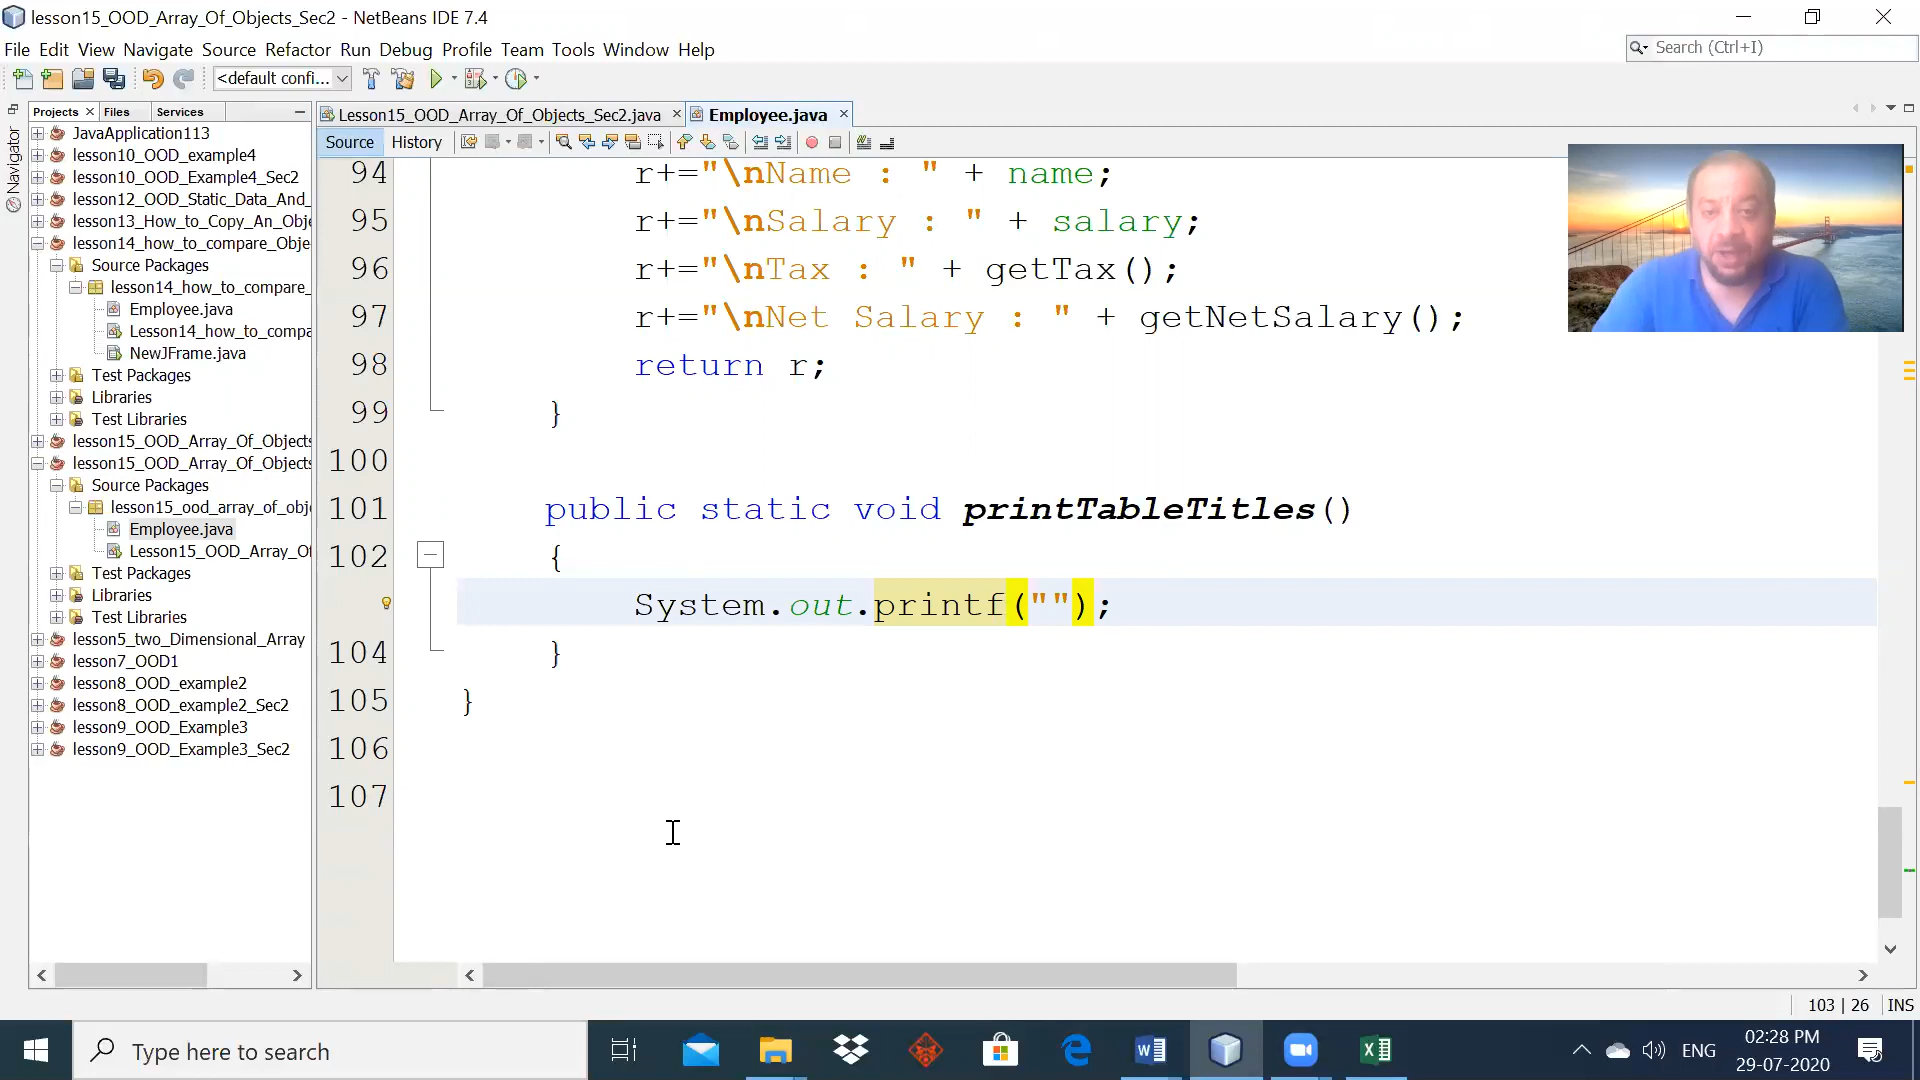 lesson15_OOD_Array_Of_Objects_Sec2 - NetBeans IDE 7.4
File Edit View Navigate Source Refactor Run Debug Profile Team Tools Window Help
Search (Ctrl+I)
<default confi...
Projects Files Services
Navigator
JavaApplication113
lesson10_OOD_example4
lesson10_OOD_Example4_Sec2
lesson12_OOD_Static_Data_And_
lesson13_How_to_Copy_An_Obje
lesson14_how_to_compare_Obje
Source Packages
lesson14_how_to_compare_
Employee.java
Lesson14_how_to_compa
NewJFrame.java
Test Packages
Libraries
Test Libraries
lesson15_OOD_Array_Of_Objects
lesson15_OOD_Array_Of_Objects
Source Packages
lesson15_ood_array_of_obj
Employee.java
Lesson15_OOD_Array_Of
Test Packages
Libraries
Test Libraries
lesson5_two_Dimensional_Array
lesson7_OOD1
lesson8_OOD_example2
lesson8_OOD_example2_Sec2
lesson9_OOD_Example3
lesson9_OOD_Example3_Sec2
Lesson15_OOD_Array_Of_Objects_Sec2.java Employee.java
Source History
94 r+="\nName : " + name;
95 r+="\nSalary : " + salary;
96 r+="\nTax : " + getTax();
97 r+="\nNet Salary : " + getNetSalary();
98 return r;
99 }
100
101 public static void printTableTitles()
102 {
System.out.printf("");
104 }
105 }
106
107
103 | 26 INS
Type here to search
ENG
02:28 PM
29-07-2020